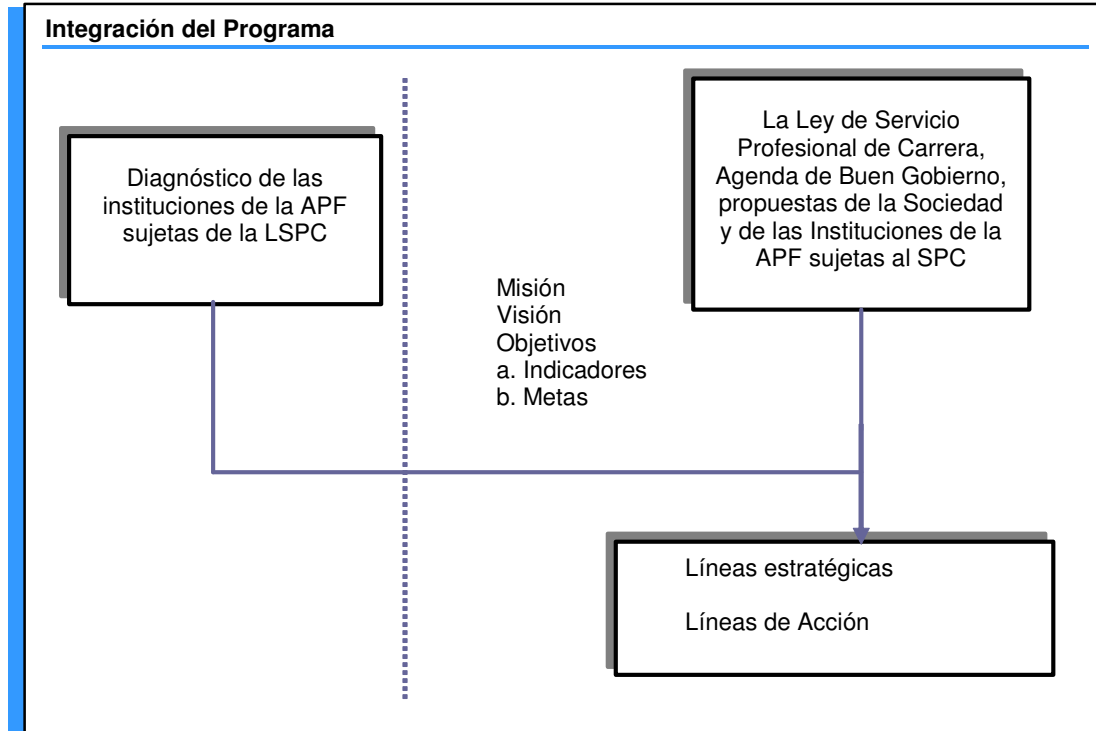 Integración del Programa
Diagnóstico de las
instituciones de la APF
sujetas de la LSPC
La Ley de Servicio
Profesional de Carrera,
Agenda de Buen Gobierno,
propuestas de la Sociedad
y de las Instituciones de la
APF sujetas al SPC
Misión
Visión
Objetivos
a. Indicadores
b. Metas
Líneas estratégicas
Líneas de Acción